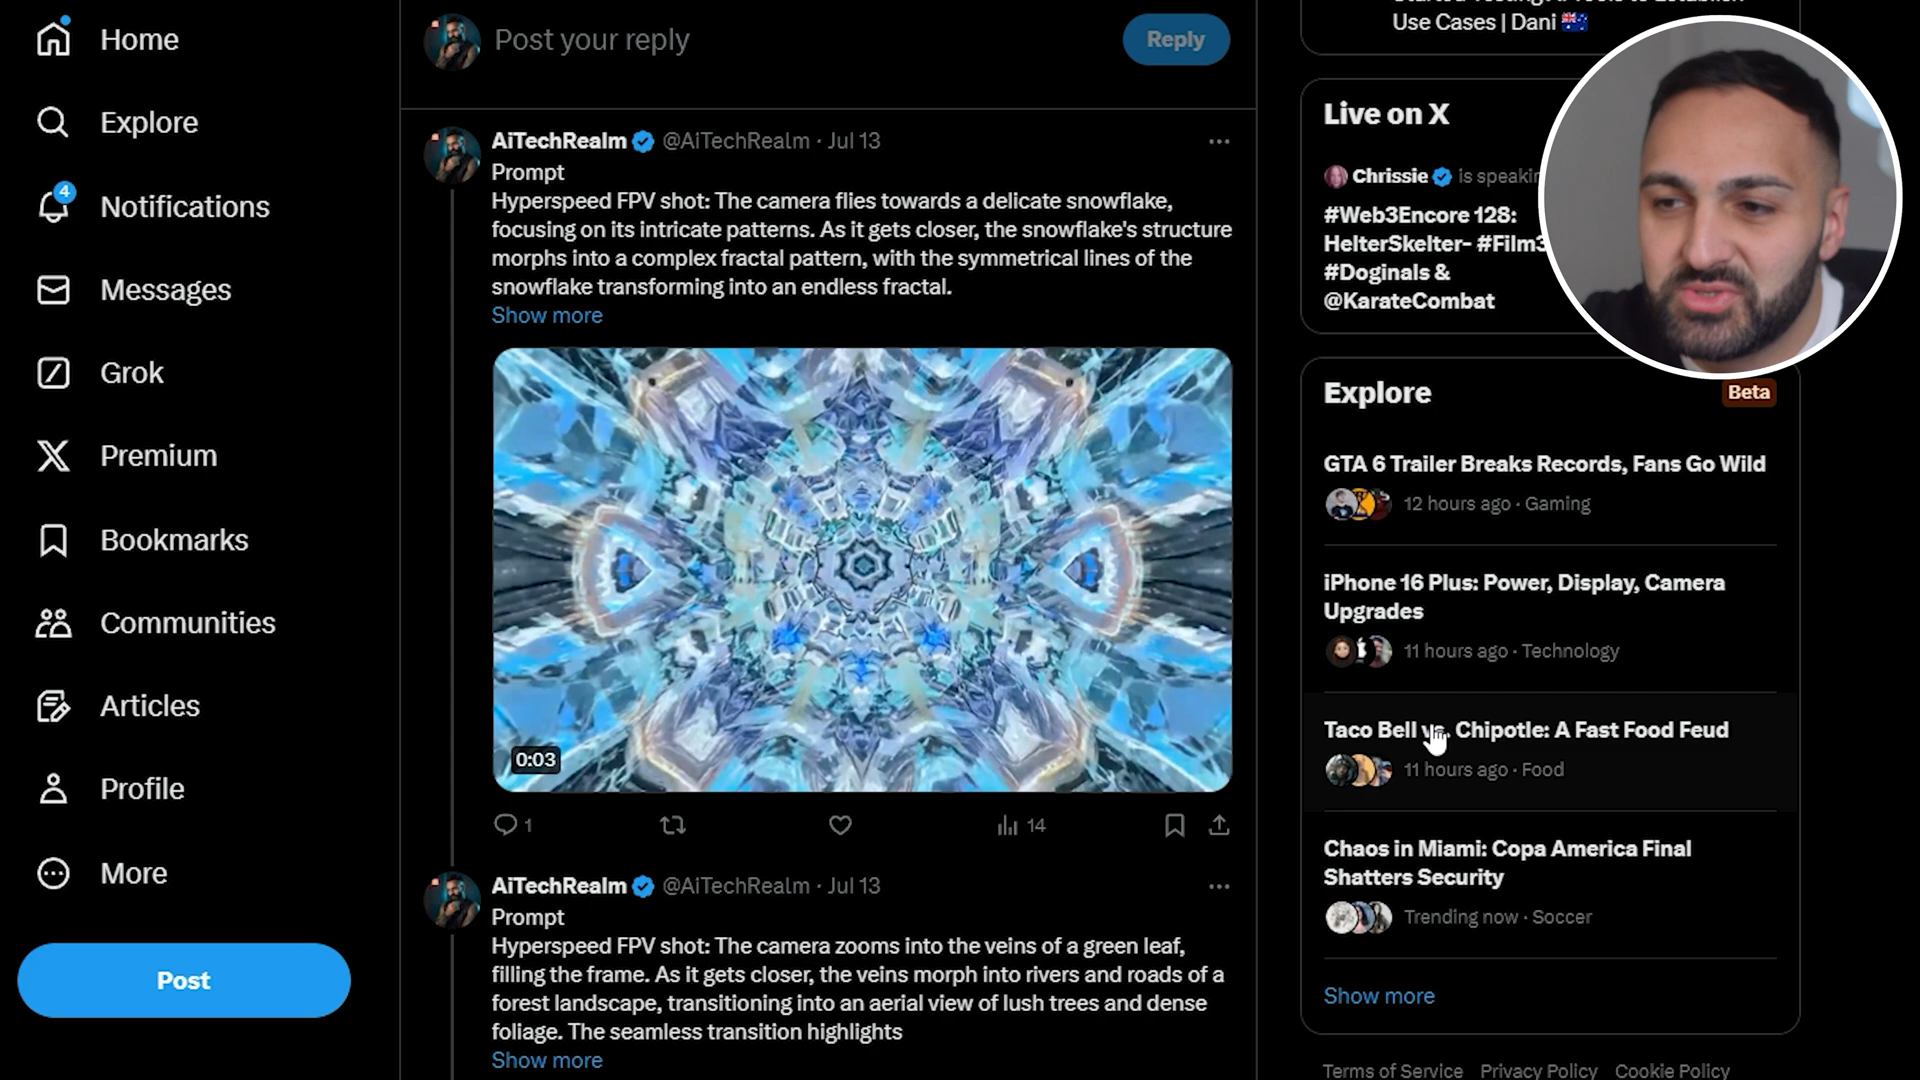 Home
Explore
4
Notifications
Messages
Grok
Premium
Bookmarks
Communities
Articles
Profile
More
Post
Post your reply
Reply
AiTechRealm @AiTechRealm · Jul 13
Prompt
Hyperspeed FPV shot: The camera flies towards a delicate snowflake,
focusing on its intricate patterns. As it gets closer, the snowflake's structure
morphs into a complex fractal pattern, with the symmetrical lines of the
snowflake transforming into an endless fractal.
Show more
0:03
1
14
AiTechRealm @AiTechRealm · Jul 13
Prompt
Hyperspeed FPV shot: The camera zooms into the veins of a green leaf,
filling the frame. As it gets closer, the veins morph into rivers and roads of a
forest landscape, transitioning into an aerial view of lush trees and dense
foliage. The seamless transition highlights
Show more
Use Cases | Dani
Live on X
Chrissie is
#Web3Encore 128:
HelterSkelter-
#Doginals &
@KarateCombat
Explore
Beta
GTA 6 Trailer Breaks Records, Fans Go Wild
12 hours ago · Gaming
iPhone 16 Plus: Power, Display, Camera
Upgrades
11 hours ago · Technology
Taco Bell vs. Chipotle: A Fast Food Feud
11 hours ago · Food
Chaos in Miami: Copa America Final
Shatters Security
Trending now · Soccer
Show more
Terms of Service Privacy Policy Cookie Policy